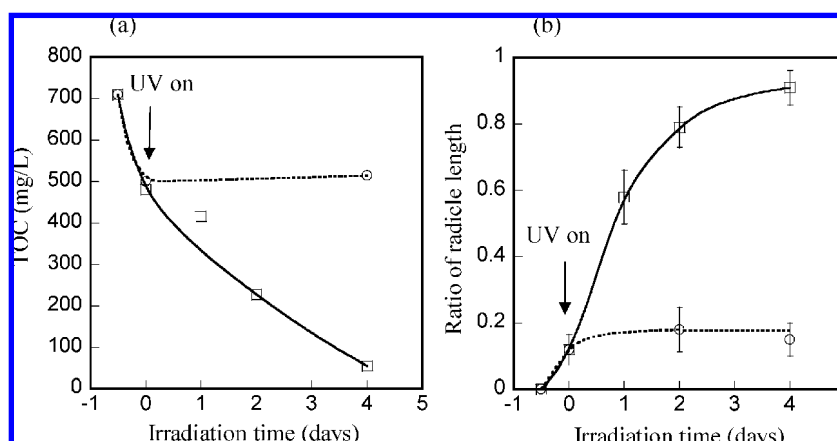 (a)
800
700
600
500
400
300
200
100
0
TOC (mg/L)
UV on
-1 0 1 2 3 4 5
Irradiation time (days)
(b)
1
0.8
0.6
0.4
0.2
0
Ratio of radicle length
UV on
-1 0 1 2 3 4
Irradiation time (days)